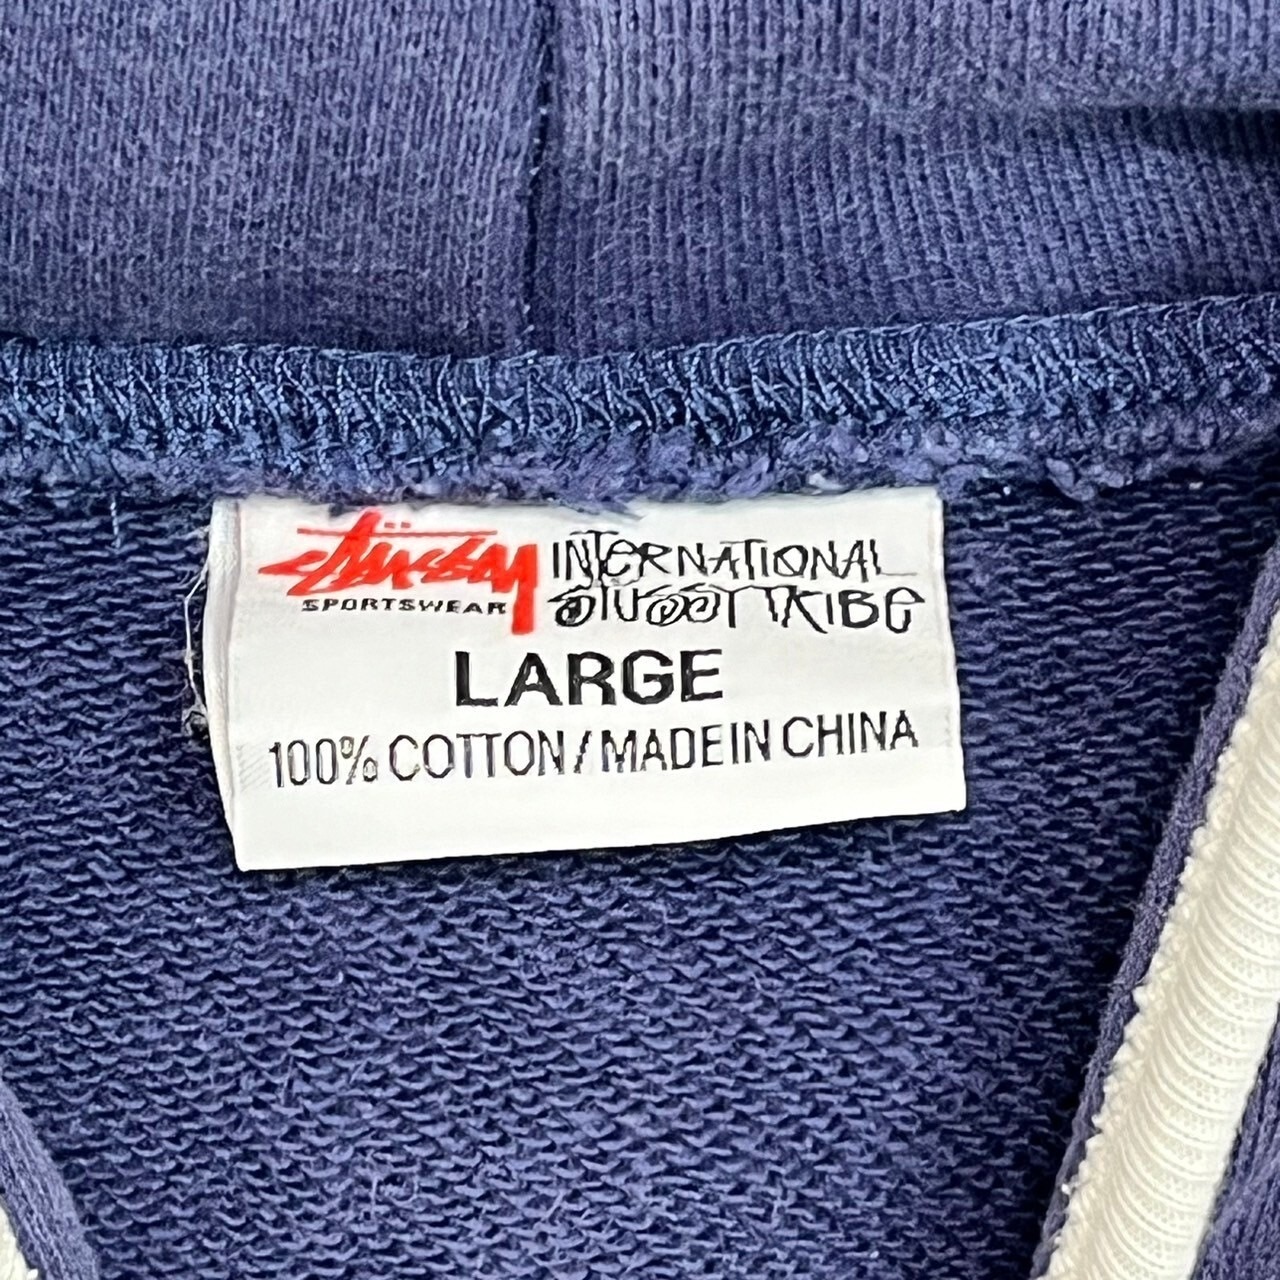 Stüssy INTERNATIONAL
SPORTSWEAR STUSSY TRIBE
LARGE
100% COTTON / MADE IN CHINA